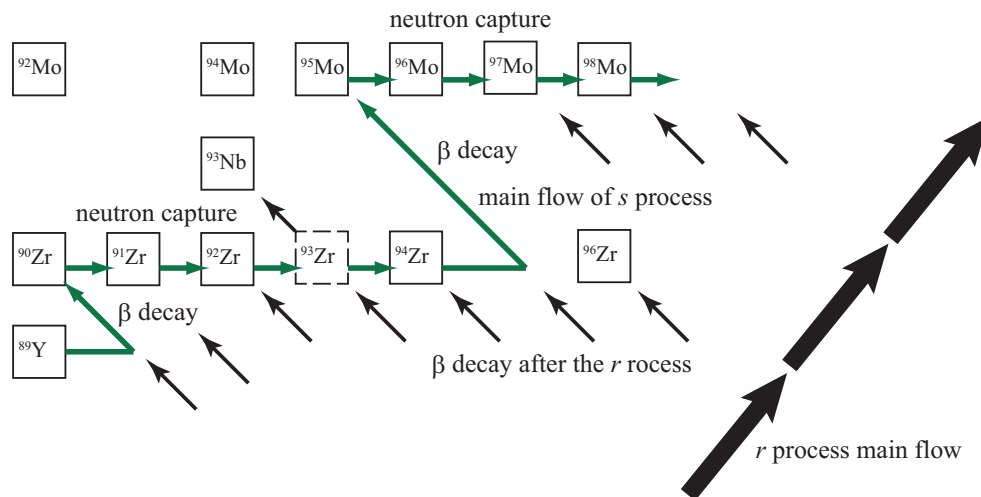 neutron capture
⁹²Mo ⁹⁴Mo ⁹⁵Mo ⁹⁶Mo ⁹⁷Mo ⁹⁸Mo
β decay
⁹³Nb
main flow of s process
neutron capture
⁹⁰Zr ⁹¹Zr ⁹²Zr ⁹³Zr ⁹⁴Zr ⁹⁶Zr
β decay
⁸⁹Y
β decay after the r rocess
r process main flow